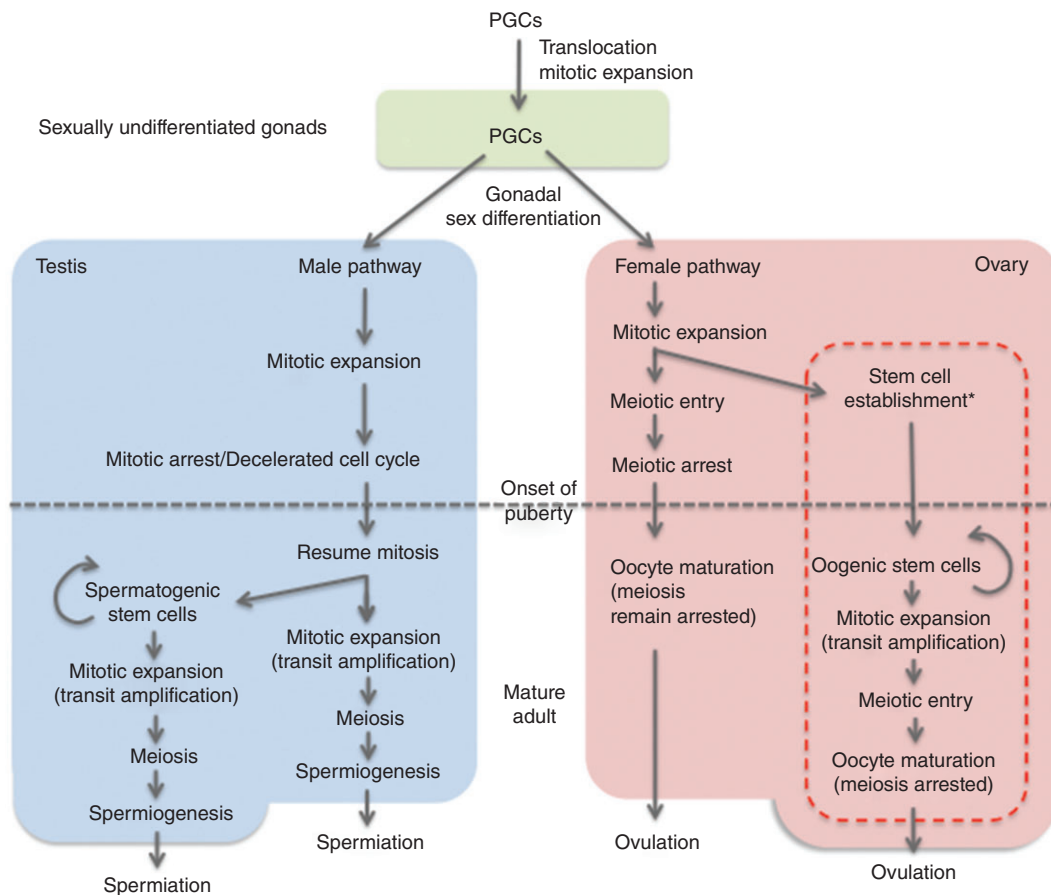 PGCs
Translocation
mitotic expansion
Sexually undifferentiated gonads
PGCs
Gonadal
sex differentiation
Testis
Male pathway
Mitotic expansion
Mitotic arrest/Decelerated cell cycle
Female pathway
Ovary
Mitotic expansion
Meiotic entry
Meiotic arrest
Stem cell
establishment*
Onset of
puberty
Resume mitosis
Spermatogenic
stem cells
Mitotic expansion
(transit amplification)
Meiosis
Spermiogenesis
Spermiation
Mitotic expansion
(transit amplification)
Meiosis
Spermiogenesis
Spermiation
Mature
adult
Oocyte maturation
(meiosis
remain arrested)
Ovulation
Oogenic stem cells
Mitotic expansion
(transit amplification)
Meiotic entry
Oocyte maturation
(meiosis arrested)
Ovulation